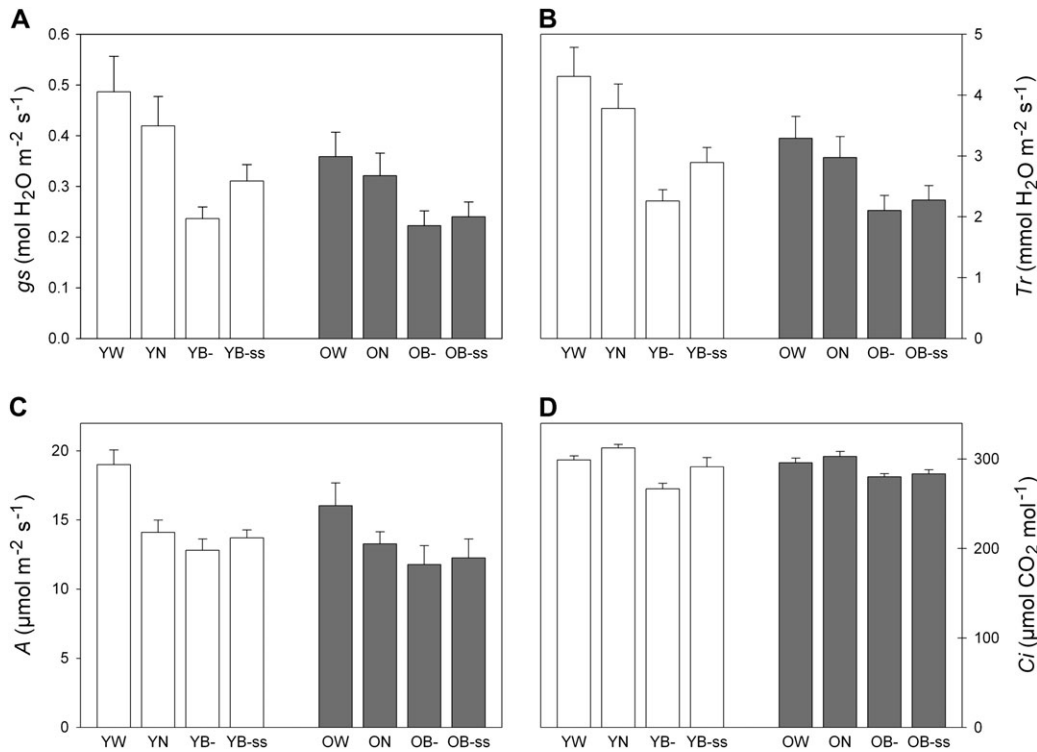 A
gs (mol H₂O m⁻² s⁻¹)
0.6
0.5
0.4
0.3
0.2
0.1
0.0
YW YN YB- YB-ss OW ON OB- OB-ss
B
Tr (mmol H₂O m⁻² s⁻¹)
5
4
3
2
1
0
YW YN YB- YB-ss OW ON OB- OB-ss
C
A (μmol m⁻² s⁻¹)
20
15
10
5
0
YW YN YB- YB-ss OW ON OB- OB-ss
D
Ci (μmol CO₂ mol⁻¹)
300
200
100
0
YW YN YB- YB-ss OW ON OB- OB-ss